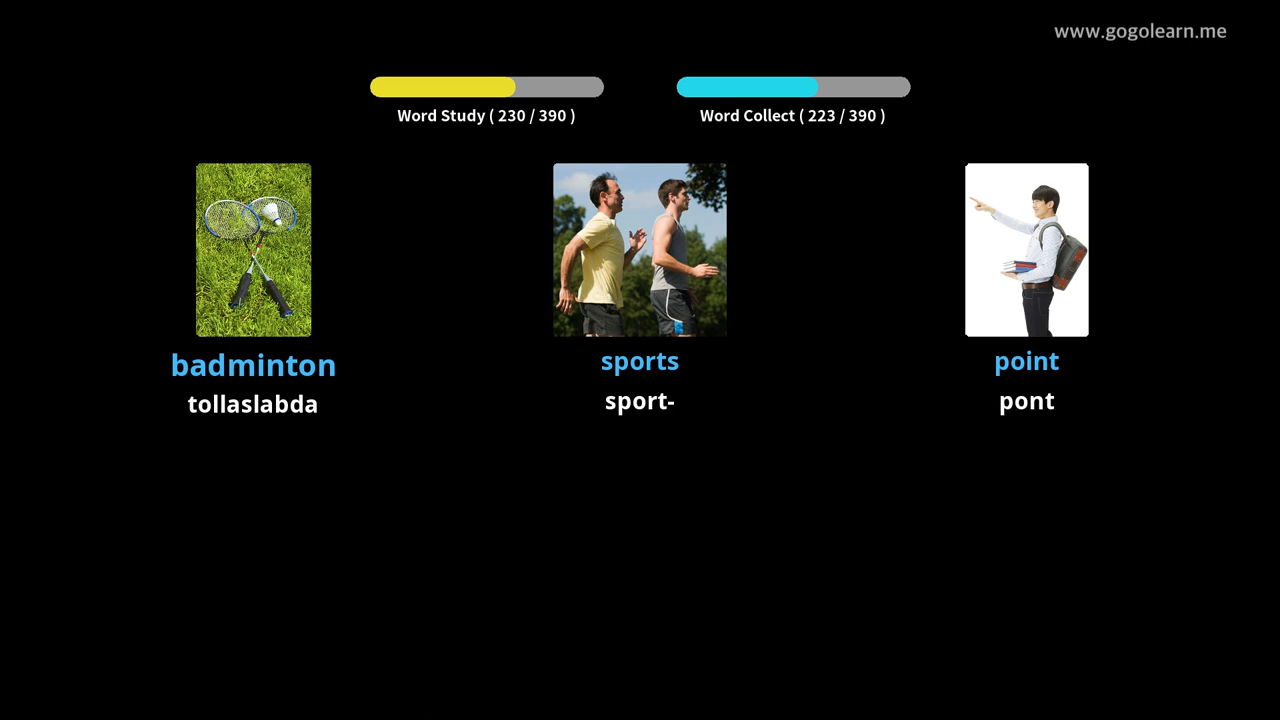 www.gogolearn.me
Word Study ( 230 / 390 )
Word Collect ( 223 / 390 )
badminton
tollaslabda
sports
sport-
point
pont